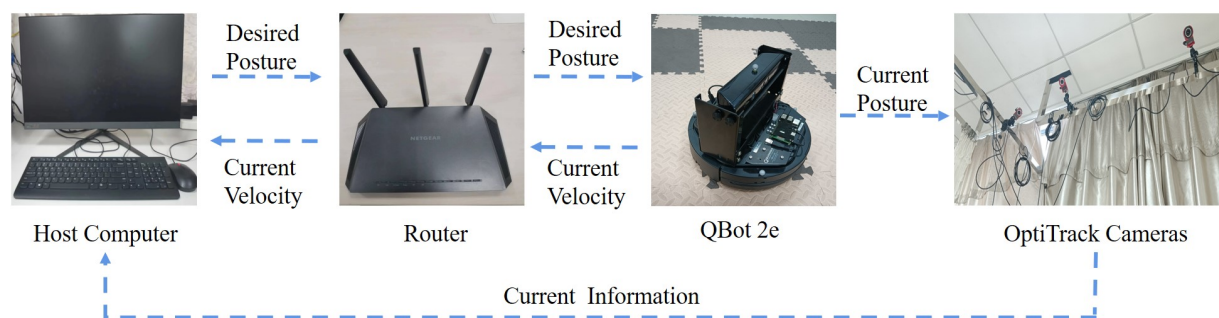 Desired
Posture
Desired
Posture
Current
Posture
NETGEAR
Current
Velocity
Current
Velocity
Host Computer
Router
QBot 2e
OptiTrack Cameras
Current Information